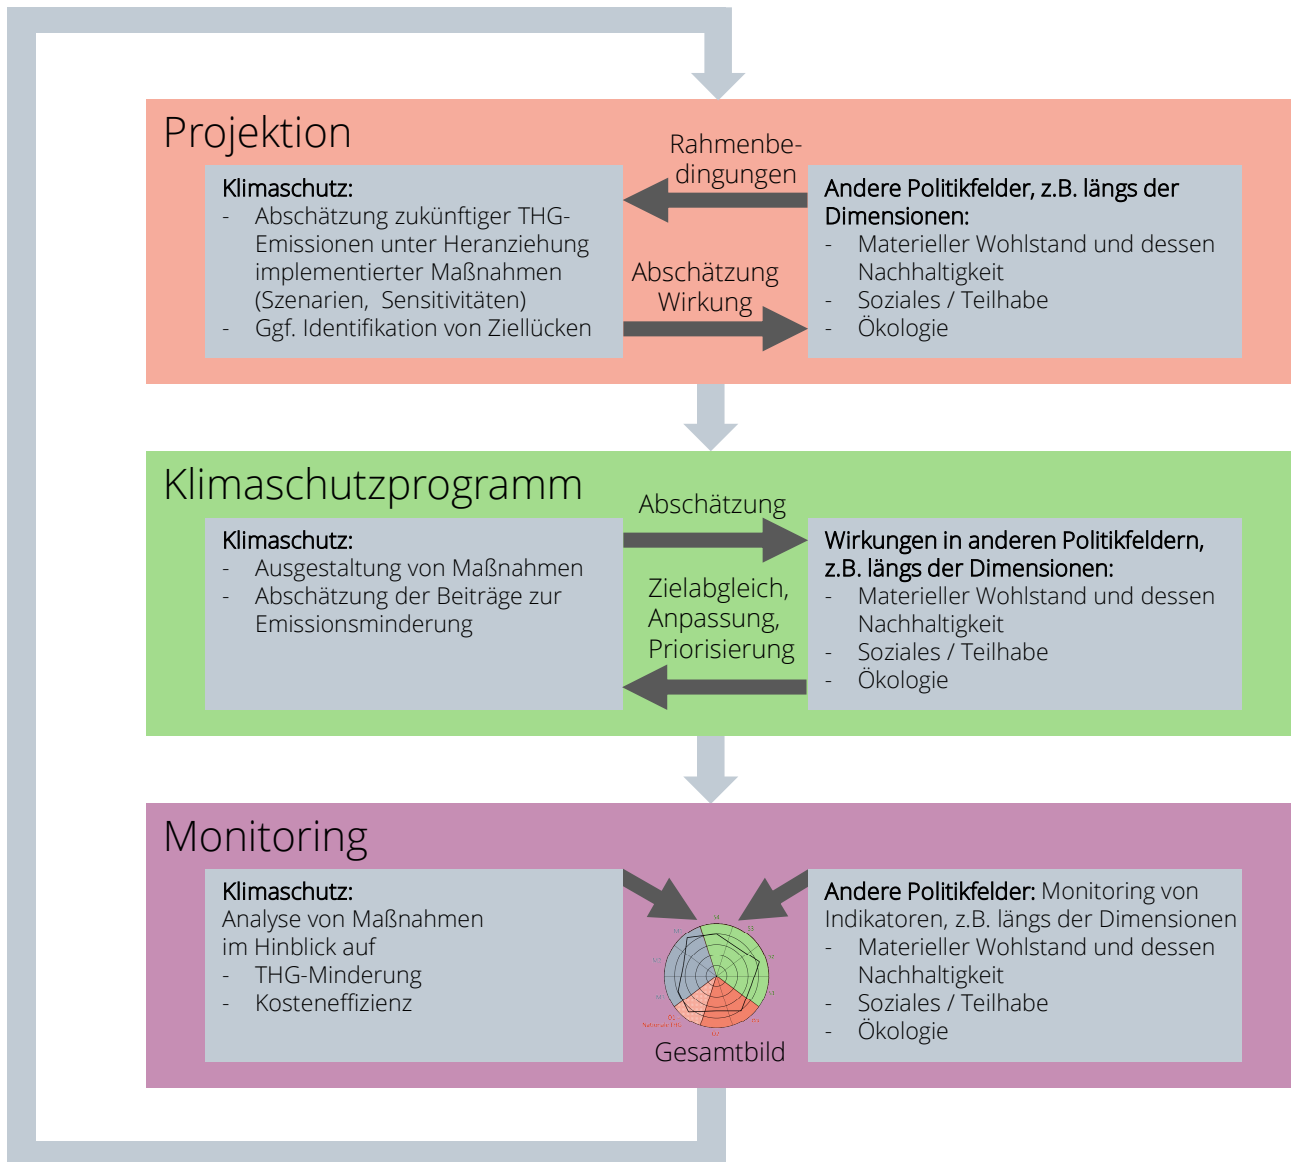 Projektion
Klimaschutz:
- Abschätzung zukünftiger THG-
Emissionen unter Heranziehung
implementierter Maßnahmen
(Szenarien, Sensitivitäten)
- Ggf. Identifikation von Ziellücken
Rahmenbe-
dingungen
Abschätzung
Wirkung
Andere Politikfelder, z.B. längs der
Dimensionen:
- Materieller Wohlstand und dessen
Nachhaltigkeit
- Soziales / Teilhabe
- Ökologie
Klimaschutzprogramm
Klimaschutz:
- Ausgestaltung von Maßnahmen
- Abschätzung der Beiträge zur
Emissionsminderung
Abschätzung
Zielabgleich,
Anpassung,
Priorisierung
Wirkungen in anderen Politikfeldern,
z.B. längs der Dimensionen:
- Materieller Wohlstand und dessen
Nachhaltigkeit
- Soziales / Teilhabe
- Ökologie
Monitoring
Klimaschutz:
Analyse von Maßnahmen
im Hinblick auf
- THG-Minderung
- Kosteneffizienz
Gesamtbild
Andere Politikfelder: Monitoring von
Indikatoren, z.B. längs der Dimensionen
- Materieller Wohlstand und dessen
Nachhaltigkeit
- Soziales / Teilhabe
- Ökologie